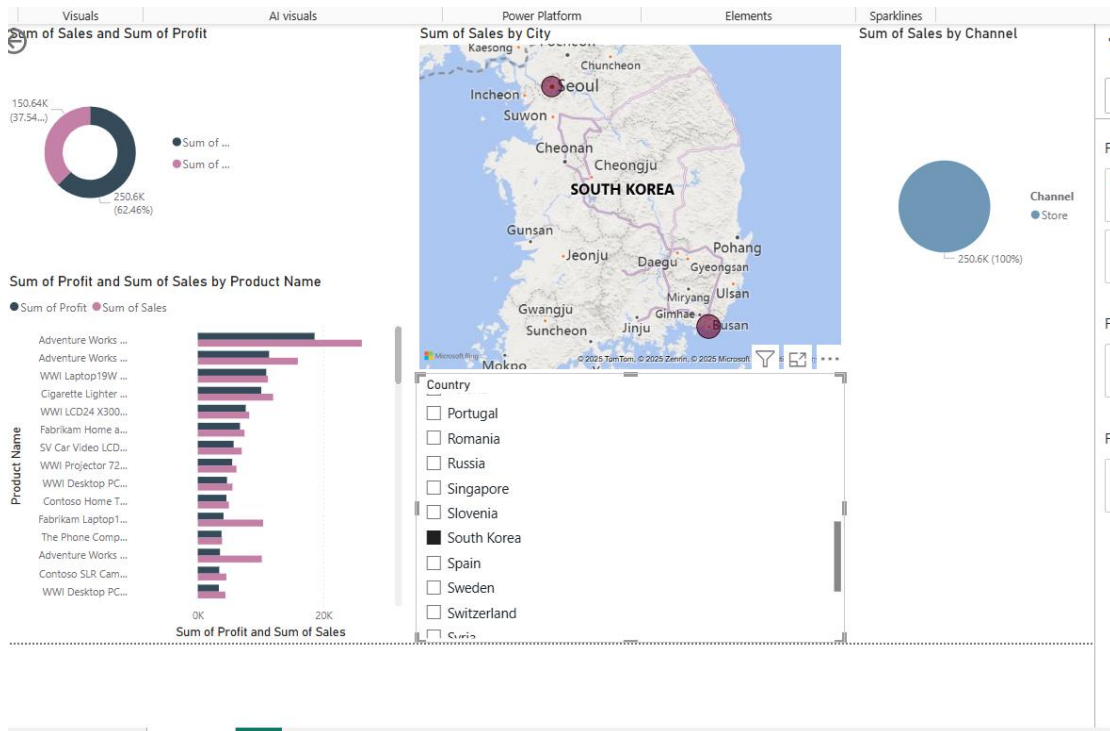 Visuals
AI visuals
Power Platform
Elements
Sparklines
Sum of Sales and Sum of Profit
150.64K
(37.54...)
250.6K
(62.46%)
Sum of ...
Sum of ...
Sum of Sales by City
Kaesong
Chuncheon
Seoul
Incheon
Suwon
Cheonan
Cheongju
SOUTH KOREA
Gunsan
Jeonju
Pohang
Daegu
Gyeongsan
Miryang
Ulsan
Gwangju
Gimhae
Busan
Suncheon
Jinju
Mokpo
Microsoft Bing
© 2025 TomTom, © 2025 Zenrin, © 2025 Microsoft
Sum of Sales by Channel
Channel
Store
250.6K (100%)
Sum of Profit and Sum of Sales by Product Name
Sum of Profit
Sum of Sales
Product Name
Adventure Works ...
Adventure Works ...
WWI Laptop19W ...
Cigarette Lighter ...
WWI LCD24 X300...
Fabrikam Home a...
SV Car Video LCD...
WWI Projector 72...
WWI Desktop PC...
Contoso Home T...
Fabrikam Laptop1...
The Phone Comp...
Adventure Works ...
Contoso SLR Cam...
WWI Desktop PC...
0K
20K
Sum of Profit and Sum of Sales
Country
Portugal
Romania
Russia
Singapore
Slovenia
South Korea
Spain
Sweden
Switzerland
Syria